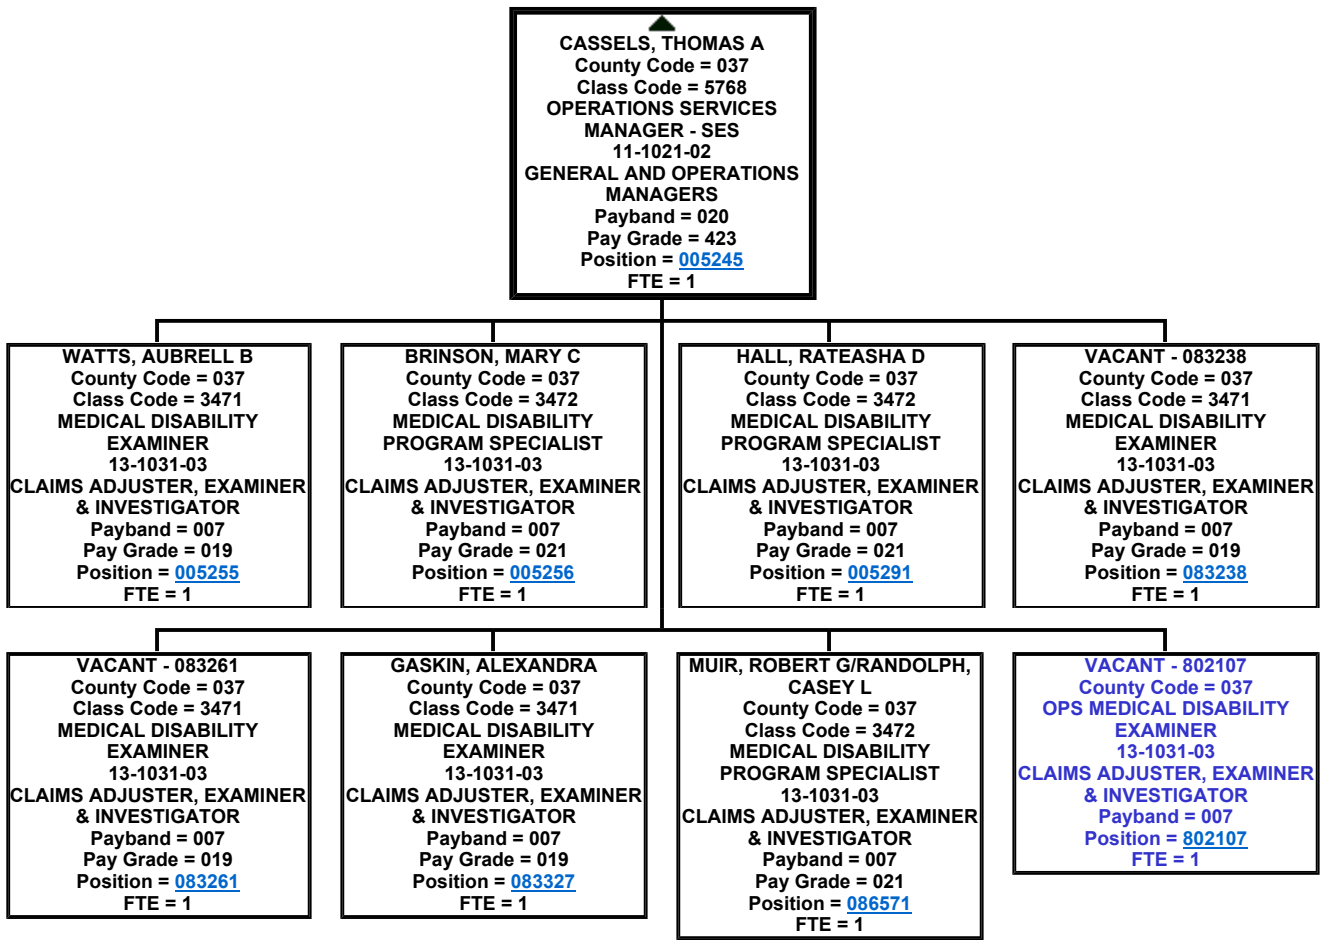 CASSELS, THOMAS A
County Code = 037
Class Code = 5768
OPERATIONS SERVICES
MANAGER - SES
11-1021-02
GENERAL AND OPERATIONS
MANAGERS
Payband = 020
Pay Grade = 423
Position = 005245
FTE = 1
WATTS, AUBRELL B
County Code = 037
Class Code = 3471
MEDICAL DISABILITY
EXAMINER
13-1031-03
CLAIMS ADJUSTER, EXAMINER
& INVESTIGATOR
Payband = 007
Pay Grade = 019
Position = 005255
FTE = 1
BRINSON, MARY C
County Code = 037
Class Code = 3472
MEDICAL DISABILITY
PROGRAM SPECIALIST
13-1031-03
CLAIMS ADJUSTER, EXAMINER
& INVESTIGATOR
Payband = 007
Pay Grade = 021
Position = 005256
FTE = 1
HALL, RATEASHA D
County Code = 037
Class Code = 3472
MEDICAL DISABILITY
PROGRAM SPECIALIST
13-1031-03
CLAIMS ADJUSTER, EXAMINER
& INVESTIGATOR
Payband = 007
Pay Grade = 021
Position = 005291
FTE = 1
VACANT - 083238
County Code = 037
Class Code = 3471
MEDICAL DISABILITY
EXAMINER
13-1031-03
CLAIMS ADJUSTER, EXAMINER
& INVESTIGATOR
Payband = 007
Pay Grade = 019
Position = 083238
FTE = 1
VACANT - 083261
County Code = 037
Class Code = 3471
MEDICAL DISABILITY
EXAMINER
13-1031-03
CLAIMS ADJUSTER, EXAMINER
& INVESTIGATOR
Payband = 007
Pay Grade = 019
Position = 083261
FTE = 1
GASKIN, ALEXANDRA
County Code = 037
Class Code = 3471
MEDICAL DISABILITY
EXAMINER
13-1031-03
CLAIMS ADJUSTER, EXAMINER
& INVESTIGATOR
Payband = 007
Pay Grade = 019
Position = 083327
FTE = 1
MUIR, ROBERT G/RANDOLPH,
CASEY L
County Code = 037
Class Code = 3472
MEDICAL DISABILITY
PROGRAM SPECIALIST
13-1031-03
CLAIMS ADJUSTER, EXAMINER
& INVESTIGATOR
Payband = 007
Pay Grade = 021
Position = 086571
FTE = 1
VACANT - 802107
County Code = 037
OPS MEDICAL DISABILITY
EXAMINER
13-1031-03
CLAIMS ADJUSTER, EXAMINER
& INVESTIGATOR
Payband = 007
Position = 802107
FTE = 1